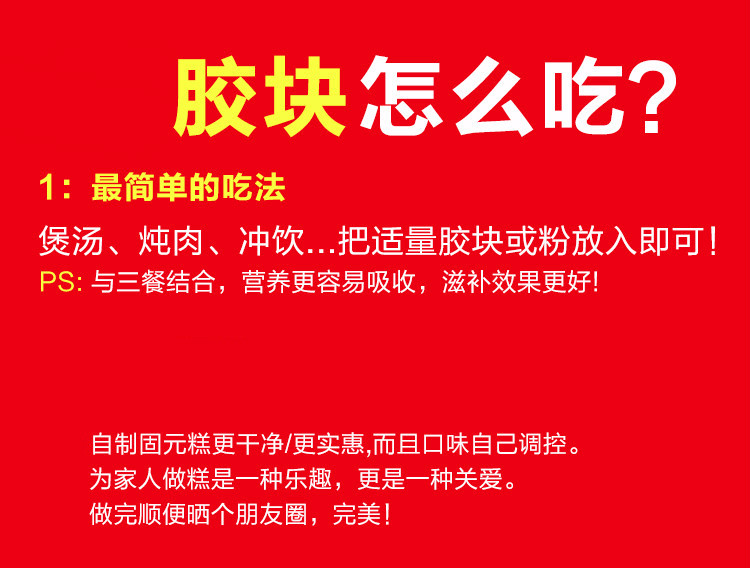 胶块怎么吃?
1：最简单的吃法
煲汤、炖肉、冲饮...把适量胶块或粉放入即可!
PS: 与三餐结合，营养更容易吸收，滋补效果更好!
自制固元糕更干净/更实惠,而且口味自己调控。
为家人做糕是一种乐趣，更是一种关爱。
做完顺便晒个朋友圈，完美!